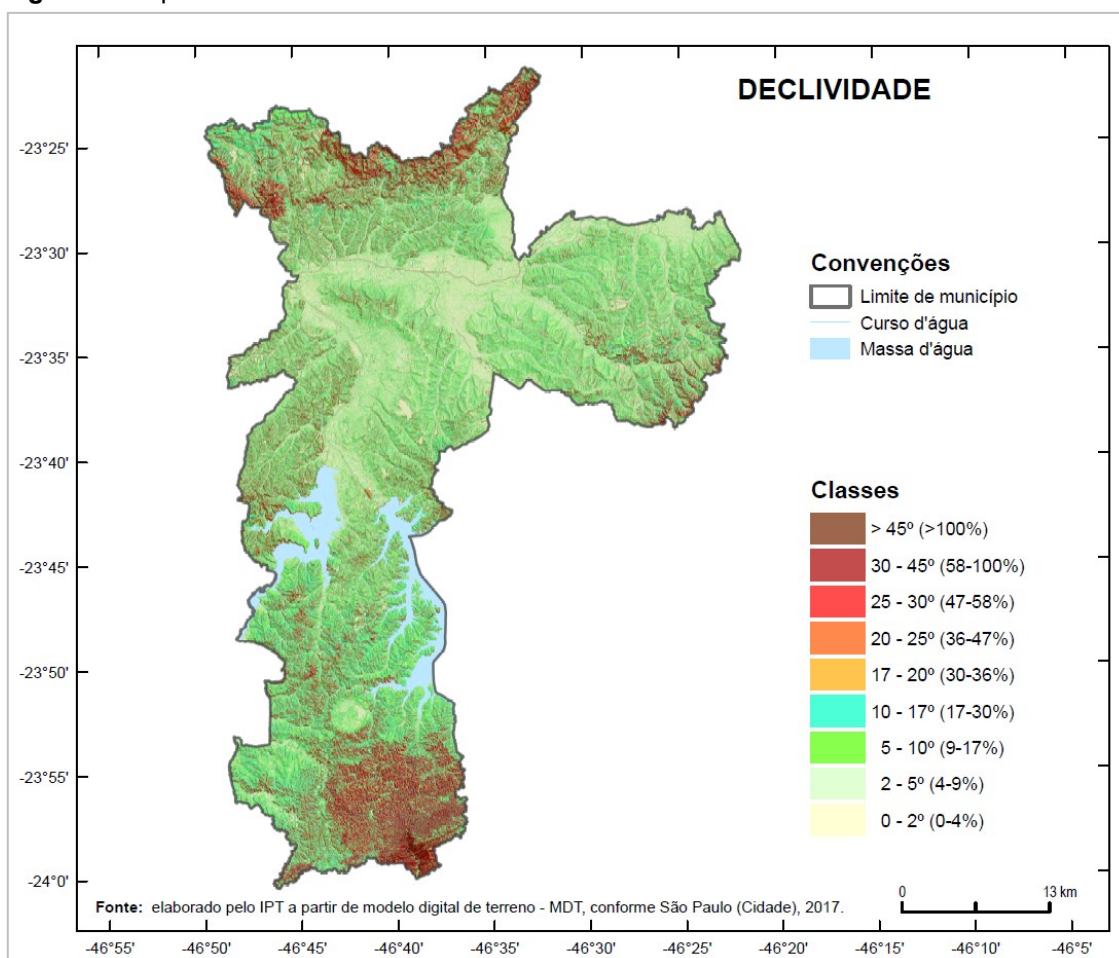 DECLIVIDADE
-23°25'
-23°30'
-23°35'
-23°40'
-23°45'
-23°50'
-23°55'
-24°0'
Convenções
Limite de município
Curso d'água
Massa d'água
Classes
> 45º (>100%)
30 - 45º (58-100%)
25 - 30º (47-58%)
20 - 25º (36-47%)
17 - 20º (30-36%)
10 - 17º (17-30%)
5 - 10º (9-17%)
2 - 5º (4-9%)
0 - 2º (0-4%)
0 13 km
Fonte: elaborado pelo IPT a partir de modelo digital de terreno - MDT, conforme São Paulo (Cidade), 2017.
-46°55' -46°50' -46°45' -46°40' -46°35' -46°30' -46°25' -46°20' -46°15' -46°10' -46°5'